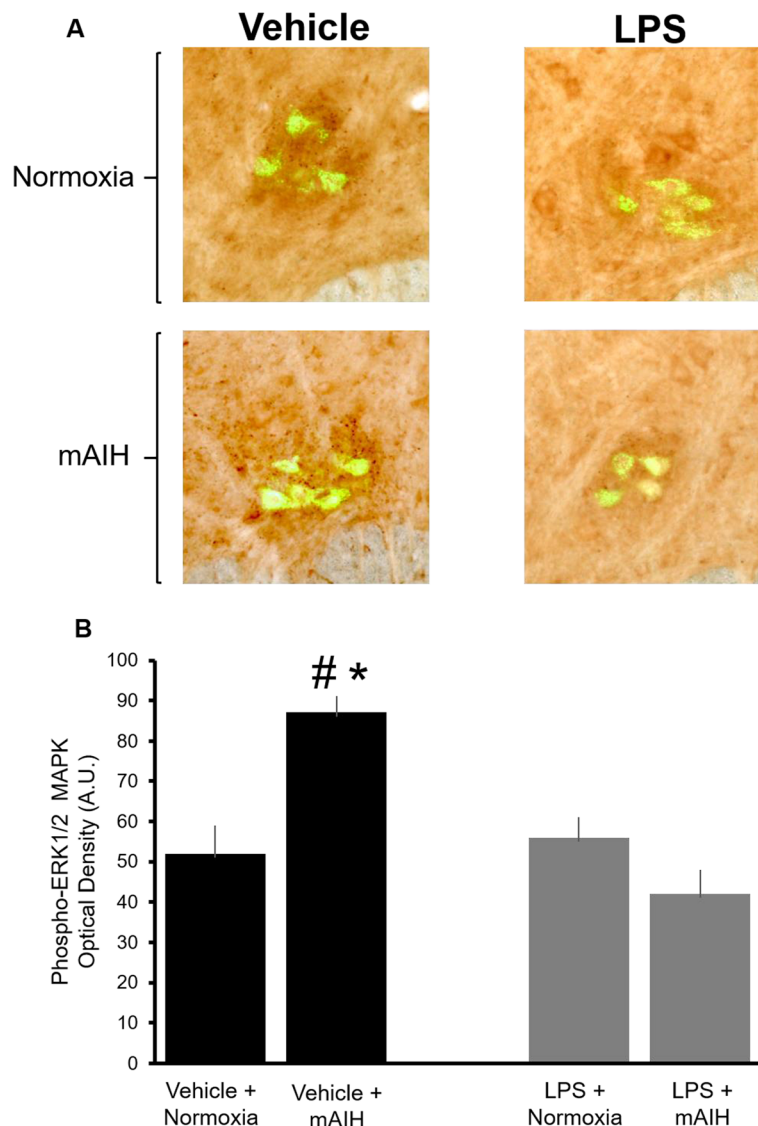 A
Vehicle
LPS
Normoxia
mAIH
B
Phospho-ERK1/2 MAPK
Optical Density (A.U.)
100
90
80
70
60
50
40
30
20
10
0
# *
Vehicle +
Normoxia
Vehicle +
mAIH
LPS +
Normoxia
LPS +
mAIH